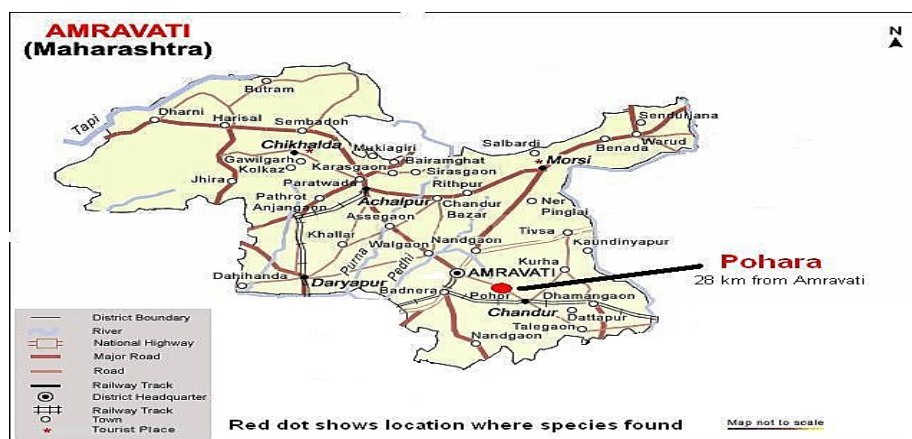 AMRAVATI
(Maharashtra)
N
Butram
Tapi
Dharni
Harisal
Sembadoh
Chikhalda
Mukiagiri
Gawilgarh
Kolkaz
Karasgaon
Bairamghat
Sirasgaon
Salbardi
Morsi
Sendurjana
Benada
Warud
Jhira
Paratwada
Pathrot
Anjangaon
Achalpur
Rithpur
Chandur
Bazar
Ner
Pinglai
Assegaon
Khallar
Walgaon
Nandgaon
Tivsa
Kaundinyapur
Purna
Pedhi
Kurha
Dahihanda
Daryapur
AMRAVATI
Badnera
Pohor
Dhamangaon
Chandur
Dattapur
Talegaon
Nandgaon
Pohara
28 km from Amravati
District Boundary
River
National Highway
Major Road
Road
Railway Track
District Headquarter
Railway Track
Town
Tourist Place
Red dot shows location where species found
Map not to scale